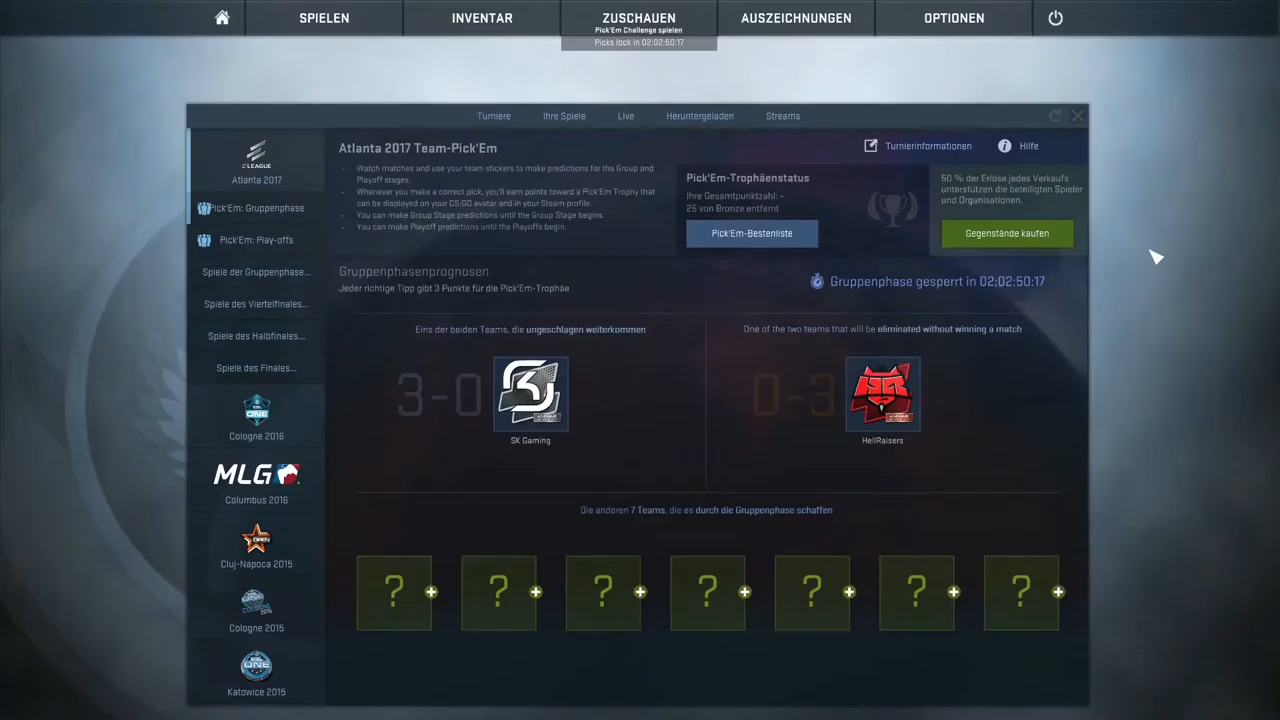 SPIELEN
INVENTAR
ZUSCHAUEN
Pick'Em Challenge spielen
Picks lock in 02:02:50:17
AUSZEICHNUNGEN
OPTIONEN
Turniere
Ihre Spiele
Live
Heruntergeladen
Streams
ELEAGUE
Atlanta 2017
Pick'Em: Gruppenphase
Pick'Em: Play-offs
Spiele der Gruppenphase...
Spiele des Viertelfinales...
Spiele des Halbfinales...
Spiele des Finales...
ESL
ONE
Cologne 2016
MLG
Columbus 2016
OPEN
Cluj-Napoca 2015
ONE
COLOGNE
Cologne 2015
ONE
Katowice 2015
Atlanta 2017 Team-Pick'Em
- Watch matches and use your team stickers to make predictions for the Group and
Playoff stages.
- Whenever you make a correct pick, you'll earn points toward a Pick'Em Trophy that
can be displayed on your CS:GO avatar and in your Steam profile.
- You can make Group Stage predictions until the Group Stage begins.
- You can make Playoff predictions until the Playoffs begin.
Turnierinformationen
Hilfe
Pick'Em-Trophäenstatus
Ihre Gesamtpunktzahl: -
25 von Bronze entfernt
Pick'Em-Bestenliste
50 % der Erlöse jedes Verkaufs
unterstützen die beteiligten Spieler
und Organisationen.
Gegenstände kaufen
Gruppenphasenprognosen
Jeder richtige Tipp gibt 3 Punkte für die Pick'Em-Trophäe
Gruppenphase gesperrt in 02:02:50:17
Eins der beiden Teams, die ungeschlagen weiterkommen
3-0
SK Gaming
One of the two teams that will be eliminated without winning a match
0-3
HR
HellRaisers
Die anderen 7 Teams, die es durch die Gruppenphase schaffen
? + ? + ? + ? + ? + ? + ? +